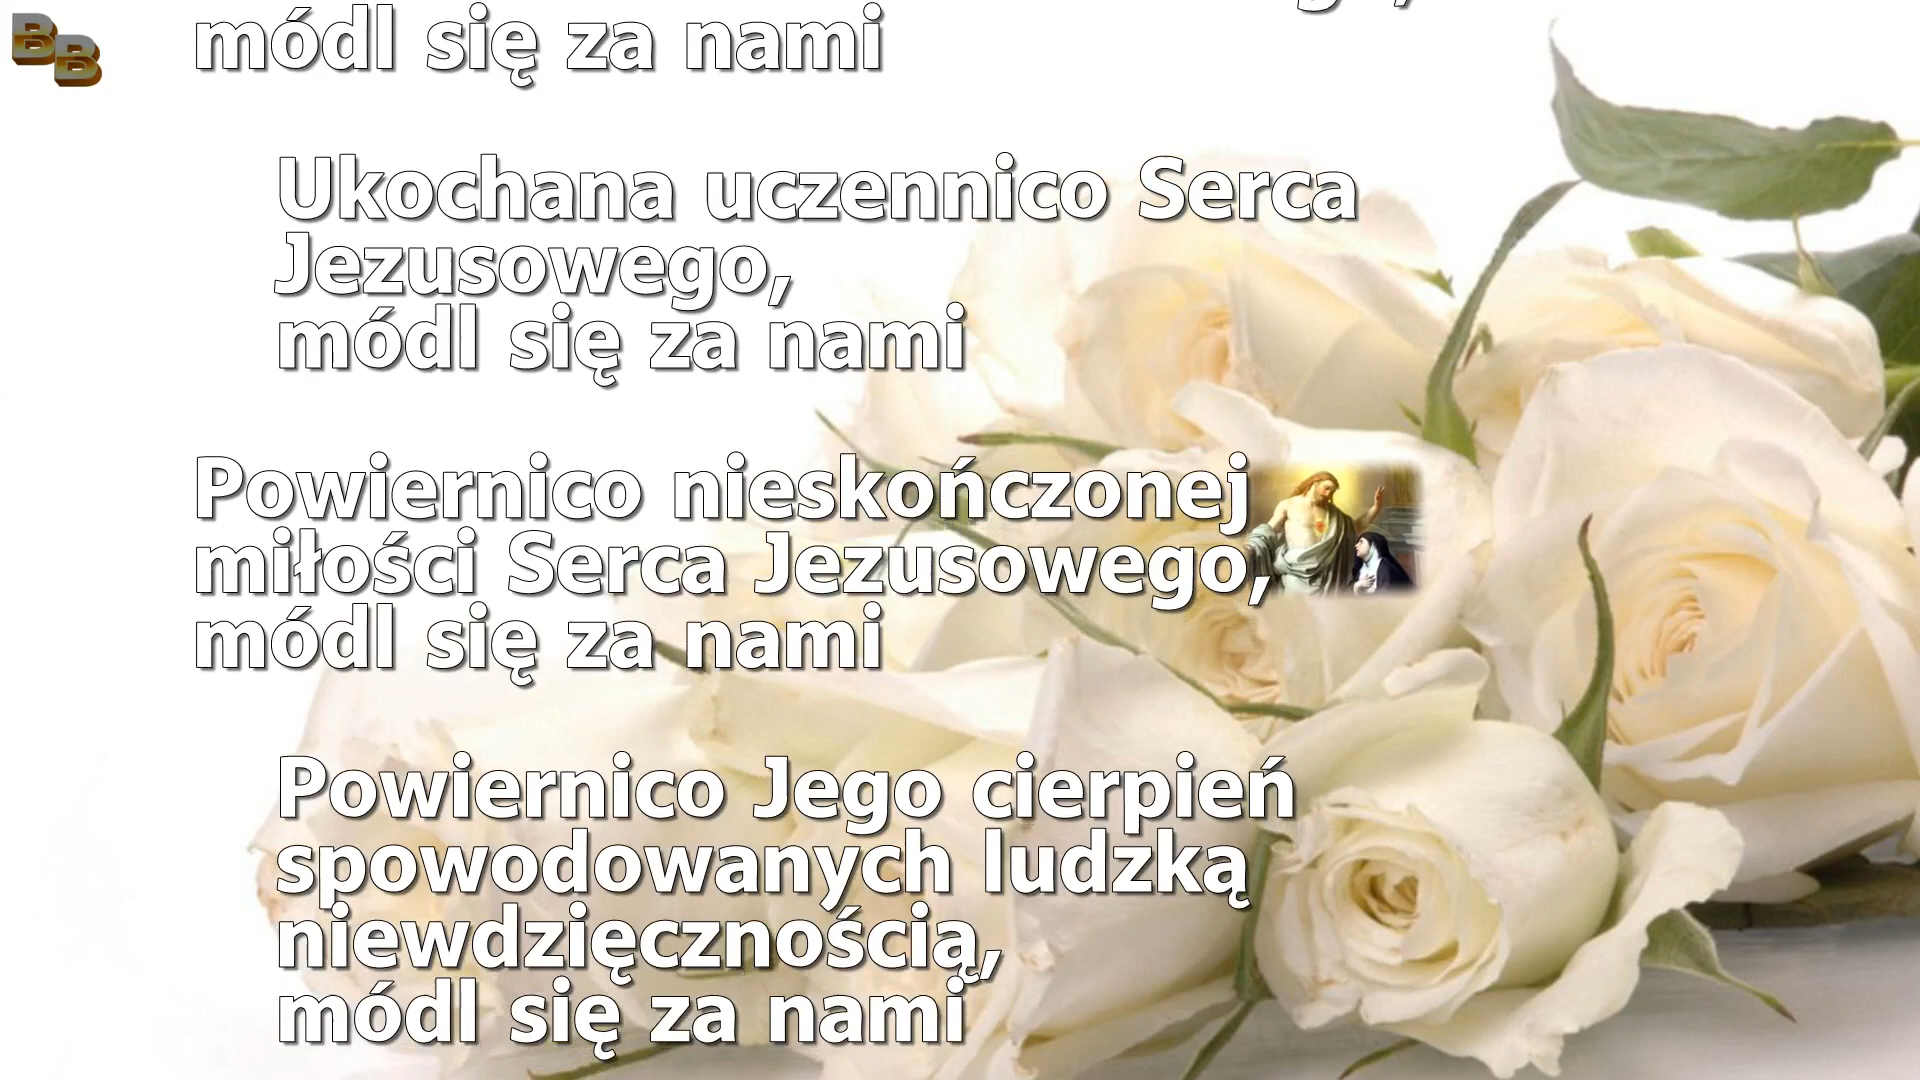 BB
módl się za nami
Ukochana uczennico Serca
Jezusowego,
módl się za nami
Powiernico nieskończonej
miłości Serca Jezusowego,
módl się za nami
Powiernico Jego cierpień
spowodowanych ludzką
niewdzięcznością,
módl się za nami